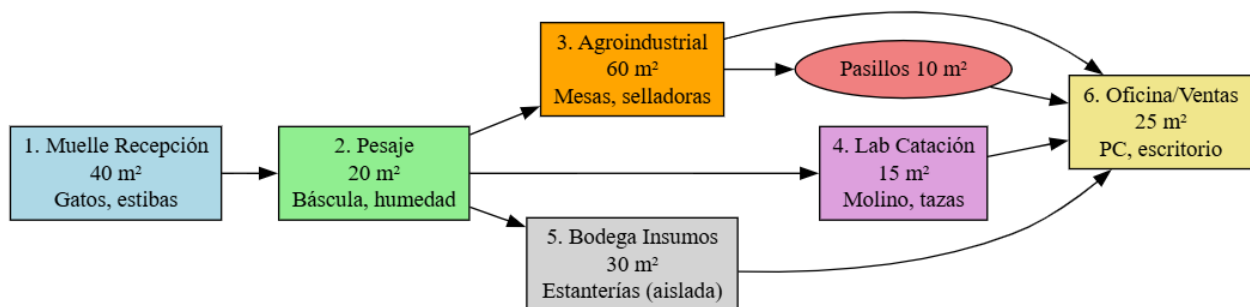 1. Muelle Recepción
40 m²
Gatos, estibas
2. Pesaje
20 m²
Báscula, humedad
3. Agroindustrial
60 m²
Mesas, selladoras
Pasillos 10 m²
4. Lab Catación
15 m²
Molino, tazas
5. Bodega Insumos
30 m²
Estanterías (aislada)
6. Oficina/Ventas
25 m²
PC, escritorio